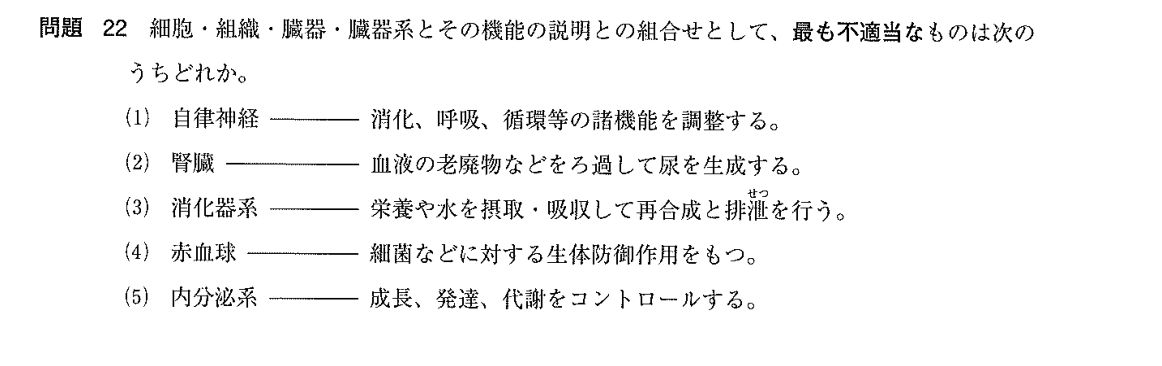 問題 22 細胞・組織・臓器・臓器系とその機能の説明との組合せとして、最も不適当なものは次の
うちどれか。
(1) 自律神経 ―――― 消化、呼吸、循環等の諸機能を調整する。
(2) 腎臓 ―――――― 血液の老廃物などをろ過して尿を生成する。
(3) 消化器系 ―――― 栄養や水を摂取・吸収して再合成と排泄せつを行う。
(4) 赤血球 ――――― 細菌などに対する生体防御作用をもつ。
(5) 内分泌系 ―――― 成長、発達、代謝をコントロールする。